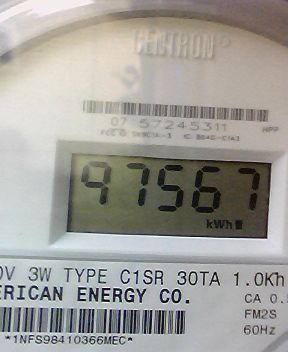 CENTRON®
07 57245311 HPP
97567
kWh
0V 3W TYPE C1SR 30TA 1.0Kh
ERICAN ENERGY CO.
CA 0.
FM2S
60Hz
*1NFS98410366MEC*